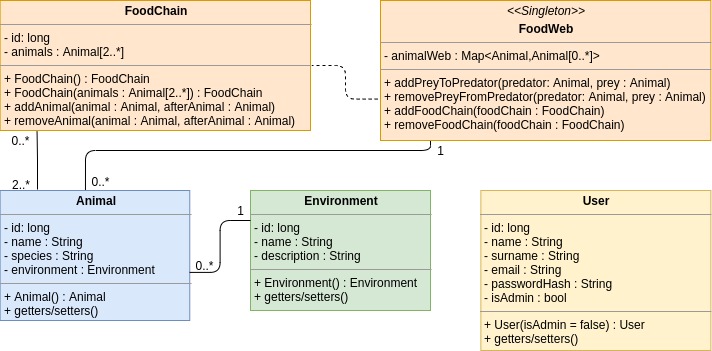 FoodChain
- id: long
- animals : Animal[2..*]
+ FoodChain() : FoodChain
+ FoodChain(animals : Animal[2..*]) : FoodChain
+ addAnimal(animal : Animal, afterAnimal : Animal)
+ removeAnimal(animal : Animal, afterAnimal : Animal)
<<Singleton>>
FoodWeb
- animalWeb : Map<Animal,Animal[0..*]>
+ addPreyToPredator(predator: Animal, prey : Animal)
+ removePreyFromPredator(predator: Animal, prey : Animal)
+ addFoodChain(foodChain : FoodChain)
+ removeFoodChain(foodChain : FoodChain)
0..*
1
2..*
0..*
Animal
- id: long
- name : String
- species : String
- environment : Environment
+ Animal() : Animal
+ getters/setters()
1
0..*
Environment
- id: long
- name : String
- description : String
+ Environment() : Environment
+ getters/setters()
User
- id: long
- name : String
- surname : String
- email : String
- passwordHash : String
- isAdmin : bool
+ User(isAdmin = false) : User
+ getters/setters()